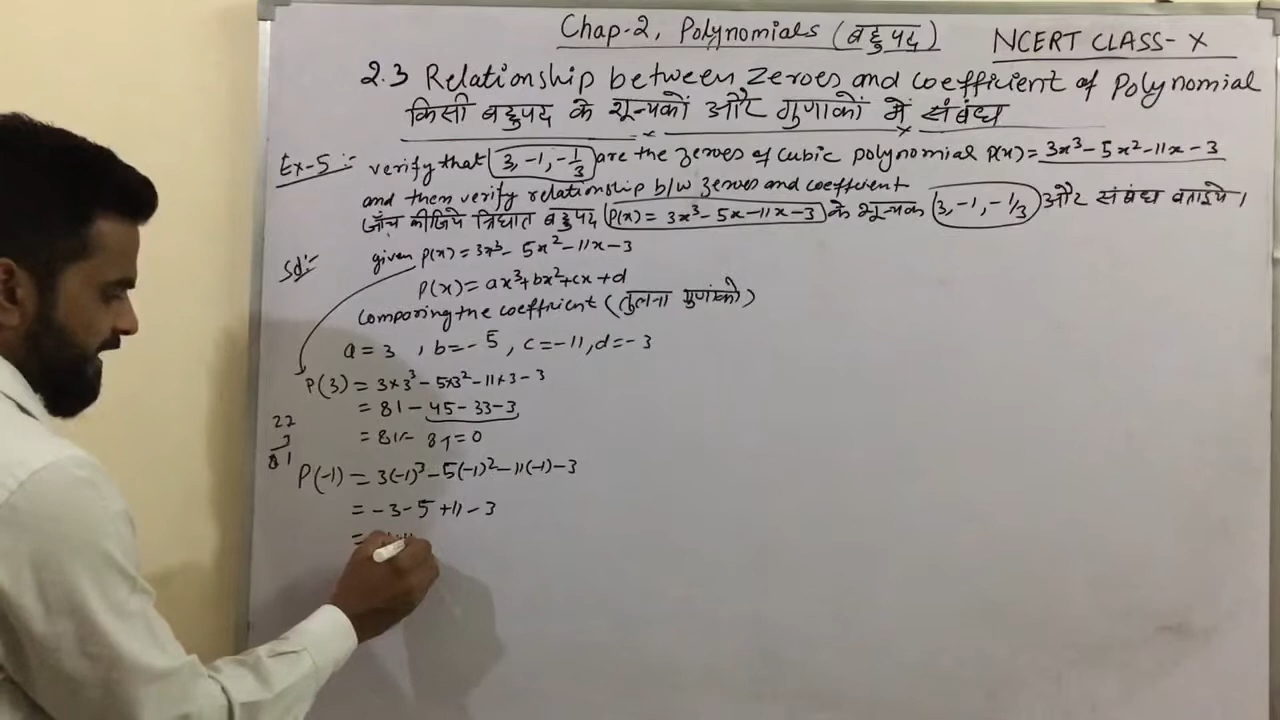 Chap-2, Polynomials (बहुपद) NCERT CLASS-X
2.3 Relationship between zeroes and coefficient of Polynomial
किसी बहुपद के शून्यकों और गुणाकों में संबंध
Ex-5:- verify that (3, -1, -1/3) are the zeroes of cubic polynomial P(x) = 3x³ - 5x² - 11x - 3
and then verify relationship b/w zeroes and coefficient
जाँच कीजिये त्रिघात बहुपद P(x) = 3x³ - 5x - 11x - 3 के शून्यक (3, -1, -1/3) और संबंध बताइये।
Sol:- given P(x) = 3x³ - 5x² - 11x - 3
P(x) = ax³ + bx² + cx + d
comparing the coefficient (तुलना गुणांको)
a = 3 , b = -5 , c = -11 , d = -3
P(3) = 3×3³ - 5×3² - 11×3 - 3
= 81 - 45 - 33 - 3
= 81 - 81 = 0
22
3
81
P(-1) = 3(-1)³ - 5(-1)² - 11(-1) - 3
= -3 - 5 + 11 - 3
=